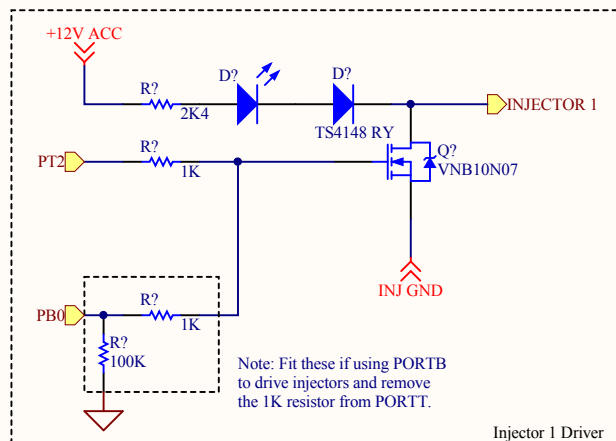 +12V ACC
R?
2K4
D?
D?
TS4148 RY
INJECTOR 1
PT2
R?
1K
Q?
VNB10N07
INJ GND
PB0
R?
1K
R?
100K
Note: Fit these if using PORTB
to drive injectors and remove
the 1K resistor from PORTT.
Injector 1 Driver